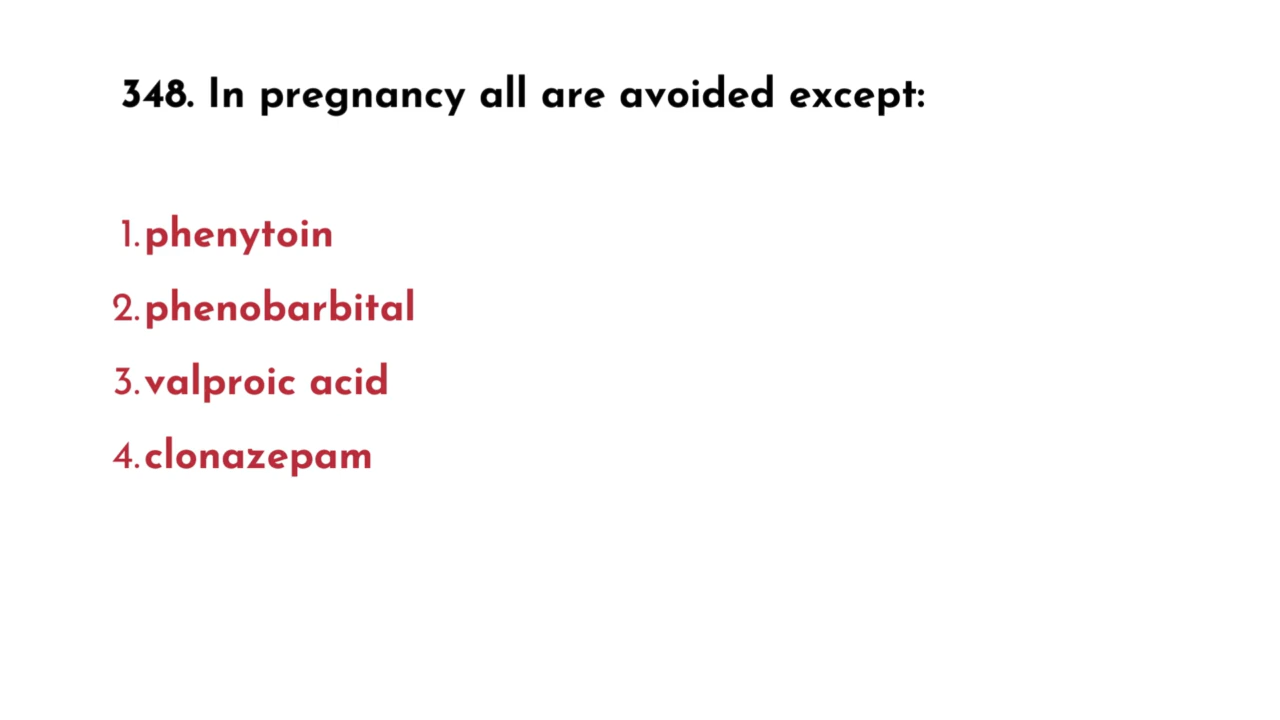 348. In pregnancy all are avoided except:
1. phenytoin
2. phenobarbital
3. valproic acid
4. clonazepam